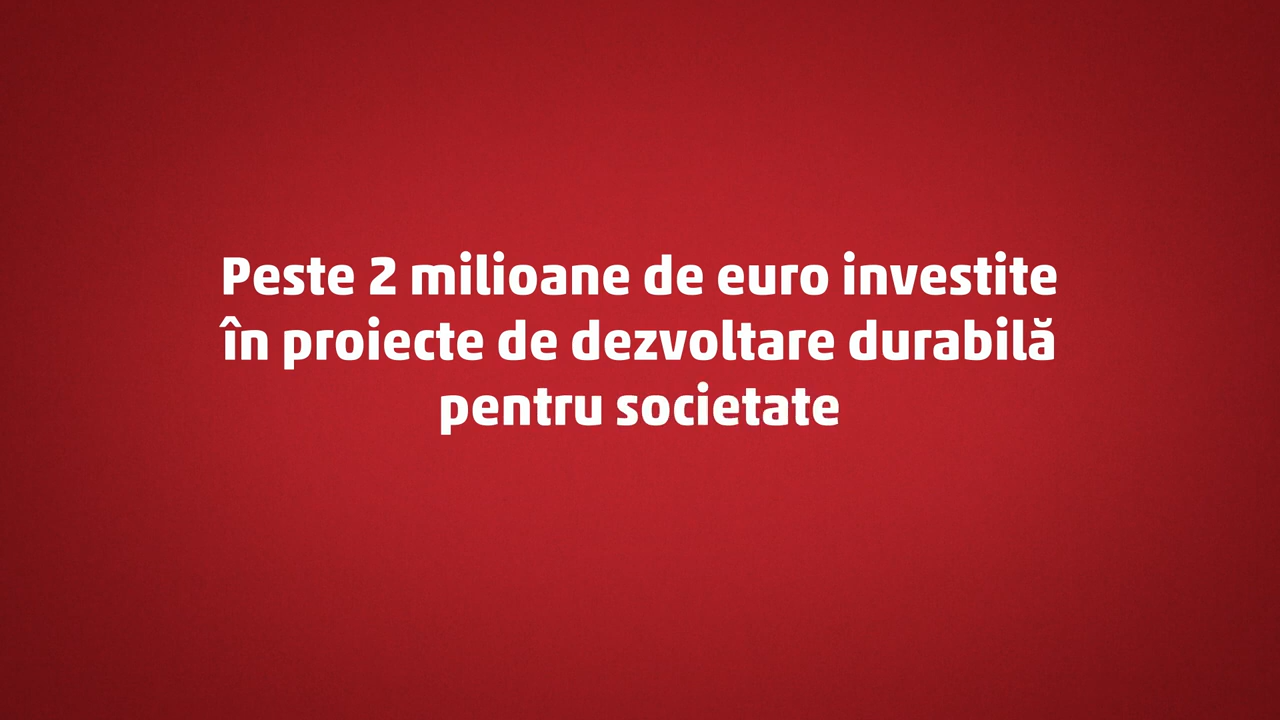 Peste 2 milioane de euro investite
în proiecte de dezvoltare durabilă
pentru societate